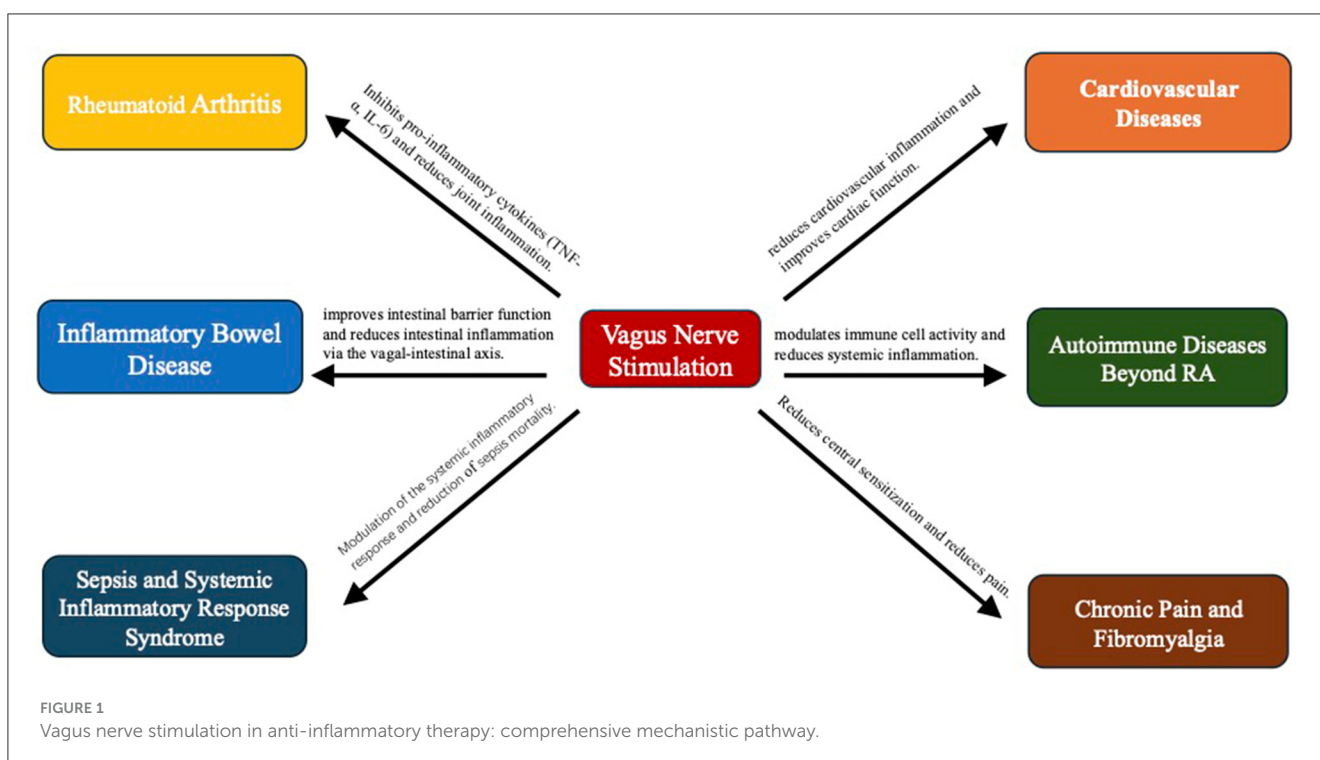 Rheumatoid Arthritis
Inhibits pro-inflammatory cytokines (TNF-
α, IL-6) and reduces joint inflammation.
reduces cardiovascular inflammation and
improves cardiac function.
Cardiovascular
Diseases
Inflammatory Bowel
Disease
improves intestinal barrier function
and reduces intestinal inflammation
via the vagal-intestinal axis.
Vagus Nerve
Stimulation
modulates immune cell activity and
reduces systemic inflammation.
Autoimmune Diseases
Beyond RA
Sepsis and Systemic
Inflammatory Response
Syndrome
Modulation of the systemic inflammatory
response and reduction of sepsis mortality.
Reduces central sensitization and reduces pain.
Chronic Pain and
Fibromyalgia
FIGURE 1
Vagus nerve stimulation in anti-inflammatory therapy: comprehensive mechanistic pathway.